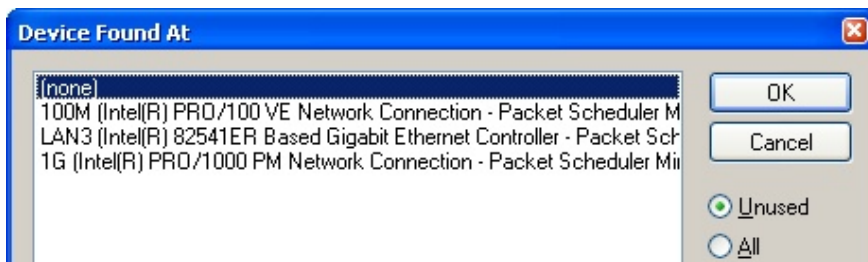 Device Found At
(none)
100M (Intel(R) PRO/100 VE Network Connection - Packet Scheduler M
LAN3 (Intel(R) 82541ER Based Gigabit Ethernet Controller - Packet Sch
1G (Intel(R) PRO/1000 PM Network Connection - Packet Scheduler Mi
OK
Cancel
Unused
All